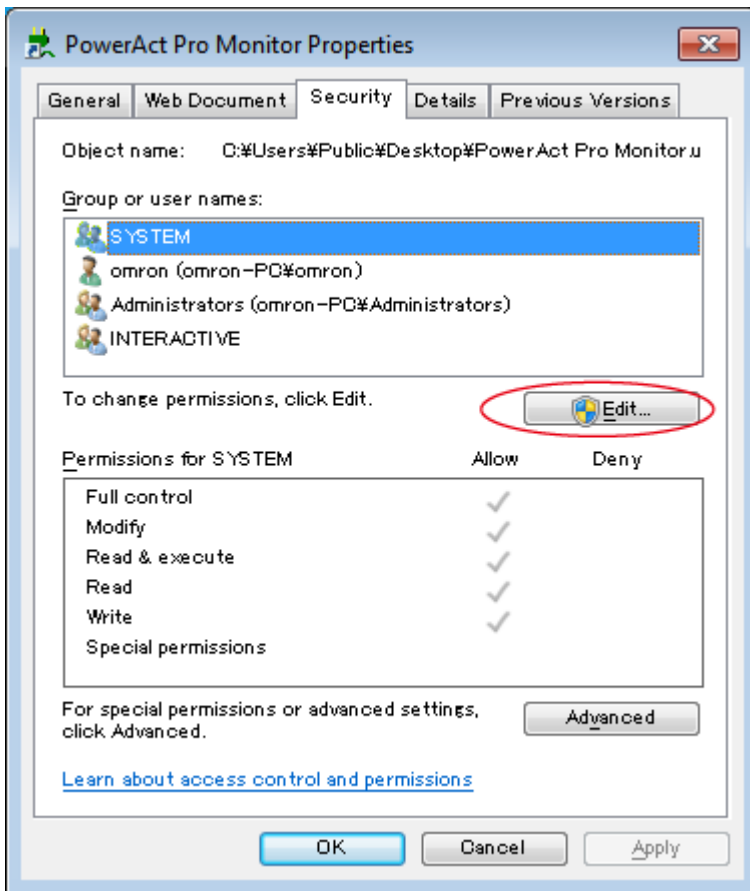 PowerAct Pro Monitor Properties
General Web Document Security Details Previous Versions
Object name: C:¥Users¥Public¥Desktop¥PowerAct Pro Monitor.u
Group or user names:
SYSTEM
omron (omron-PC¥omron)
Administrators (omron-PC¥Administrators)
INTERACTIVE
To change permissions, click Edit.
Edit...
Permissions for SYSTEM Allow Deny
Full control
Modify
Read & execute
Read
Write
Special permissions
For special permissions or advanced settings,
click Advanced.
Advanced
Learn about access control and permissions
OK Cancel Apply